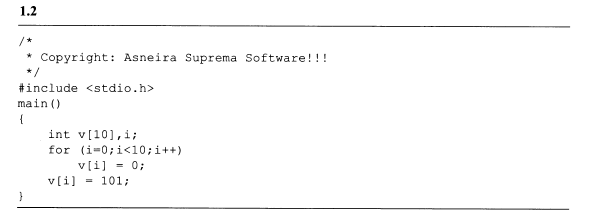 1.2
/*
 * Copyright: Asneira Suprema Software!!!
 */
#include <stdio.h>
main()
{
    int v[10],i;
    for (i=0;i<10;i++)
        v[i] = 0;
    v[i] = 101;
}